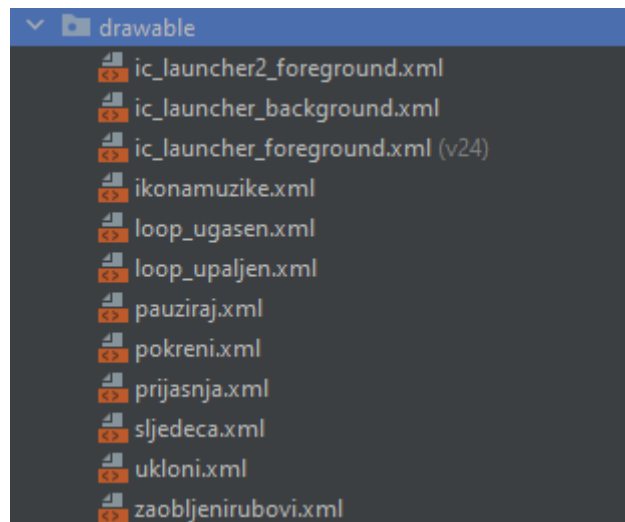 drawable
ic_launcher2_foreground.xml
ic_launcher_background.xml
ic_launcher_foreground.xml (v24)
ikonamuzike.xml
loop_ugasen.xml
loop_upaljen.xml
pauziraj.xml
pokreni.xml
prijasnja.xml
sljedeca.xml
ukloni.xml
zaobljenirubovi.xml